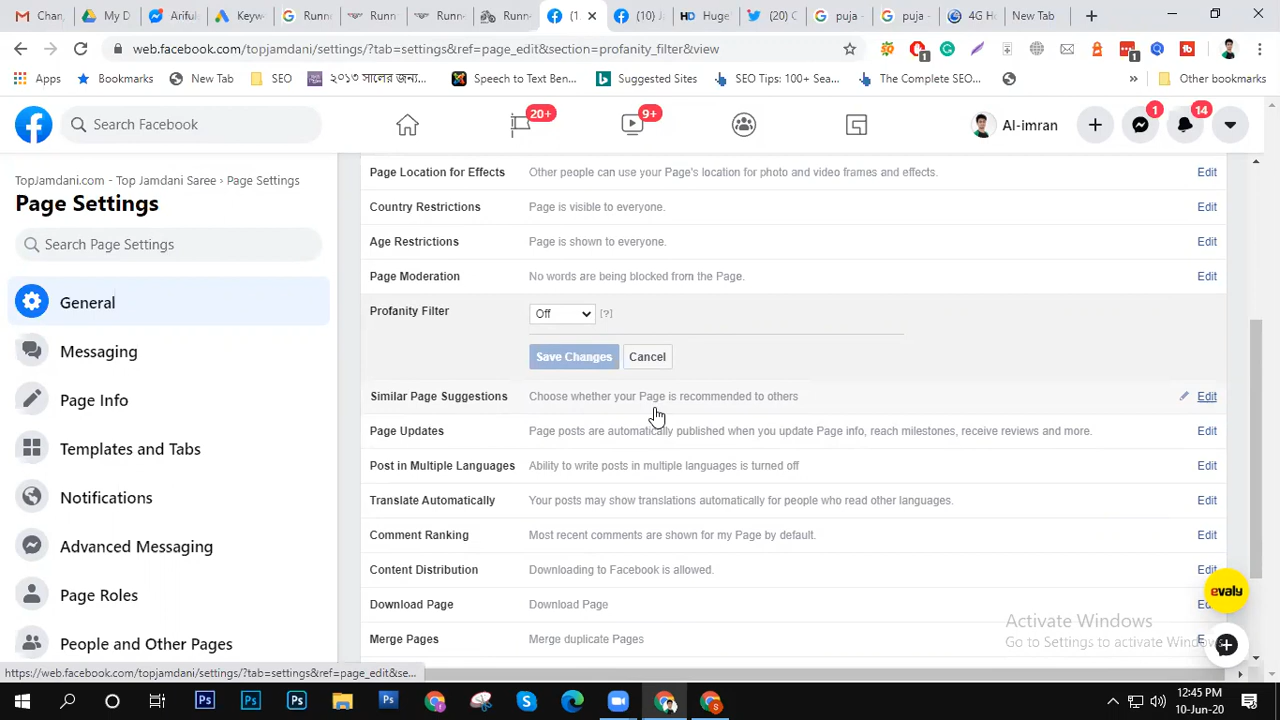 Chan
My D
Ariful
Keyw
Runn
Runn
Runn
Runn
(1
(10) J
HD Huge
(20) C
puja -
puja -
4G H
New Tab
web.facebook.com/topjamdani/settings/?tab=settings&ref=page_edit&section=profanity_filter&view
Apps
Bookmarks
New Tab
SEO
২০১৩ সালের জন্য...
Speech to Text Ben...
Suggested Sites
SEO Tips: 100+ Sea...
The Complete SEO...
»
Other bookmarks
Search Facebook
20+
9+
Al-imran
1
14
TopJamdani.com - Top Jamdani Saree › Page Settings
Page Settings
Search Page Settings
General
Messaging
Page Info
Templates and Tabs
Notifications
Advanced Messaging
Page Roles
People and Other Pages
Page Location for Effects Other people can use your Page's location for photo and video frames and effects. Edit
Country Restrictions Page is visible to everyone. Edit
Age Restrictions Page is shown to everyone. Edit
Page Moderation No words are being blocked from the Page. Edit
Profanity Filter Off [?]
Save Changes Cancel
Similar Page Suggestions Choose whether your Page is recommended to others Edit
Page Updates Page posts are automatically published when you update Page info, reach milestones, receive reviews and more. Edit
Post in Multiple Languages Ability to write posts in multiple languages is turned off Edit
Translate Automatically Your posts may show translations automatically for people who read other languages. Edit
Comment Ranking Most recent comments are shown for my Page by default. Edit
Content Distribution Downloading to Facebook is allowed. Edit
Download Page Download Page
Merge Pages Merge duplicate Pages
evaly
Activate Windows
Go to Settings to activate Windows.
https://web.facebook.com/topjamdani/settings/?tab=settings&ref=page_edit&se...
12:45 PM
10-Jun-20